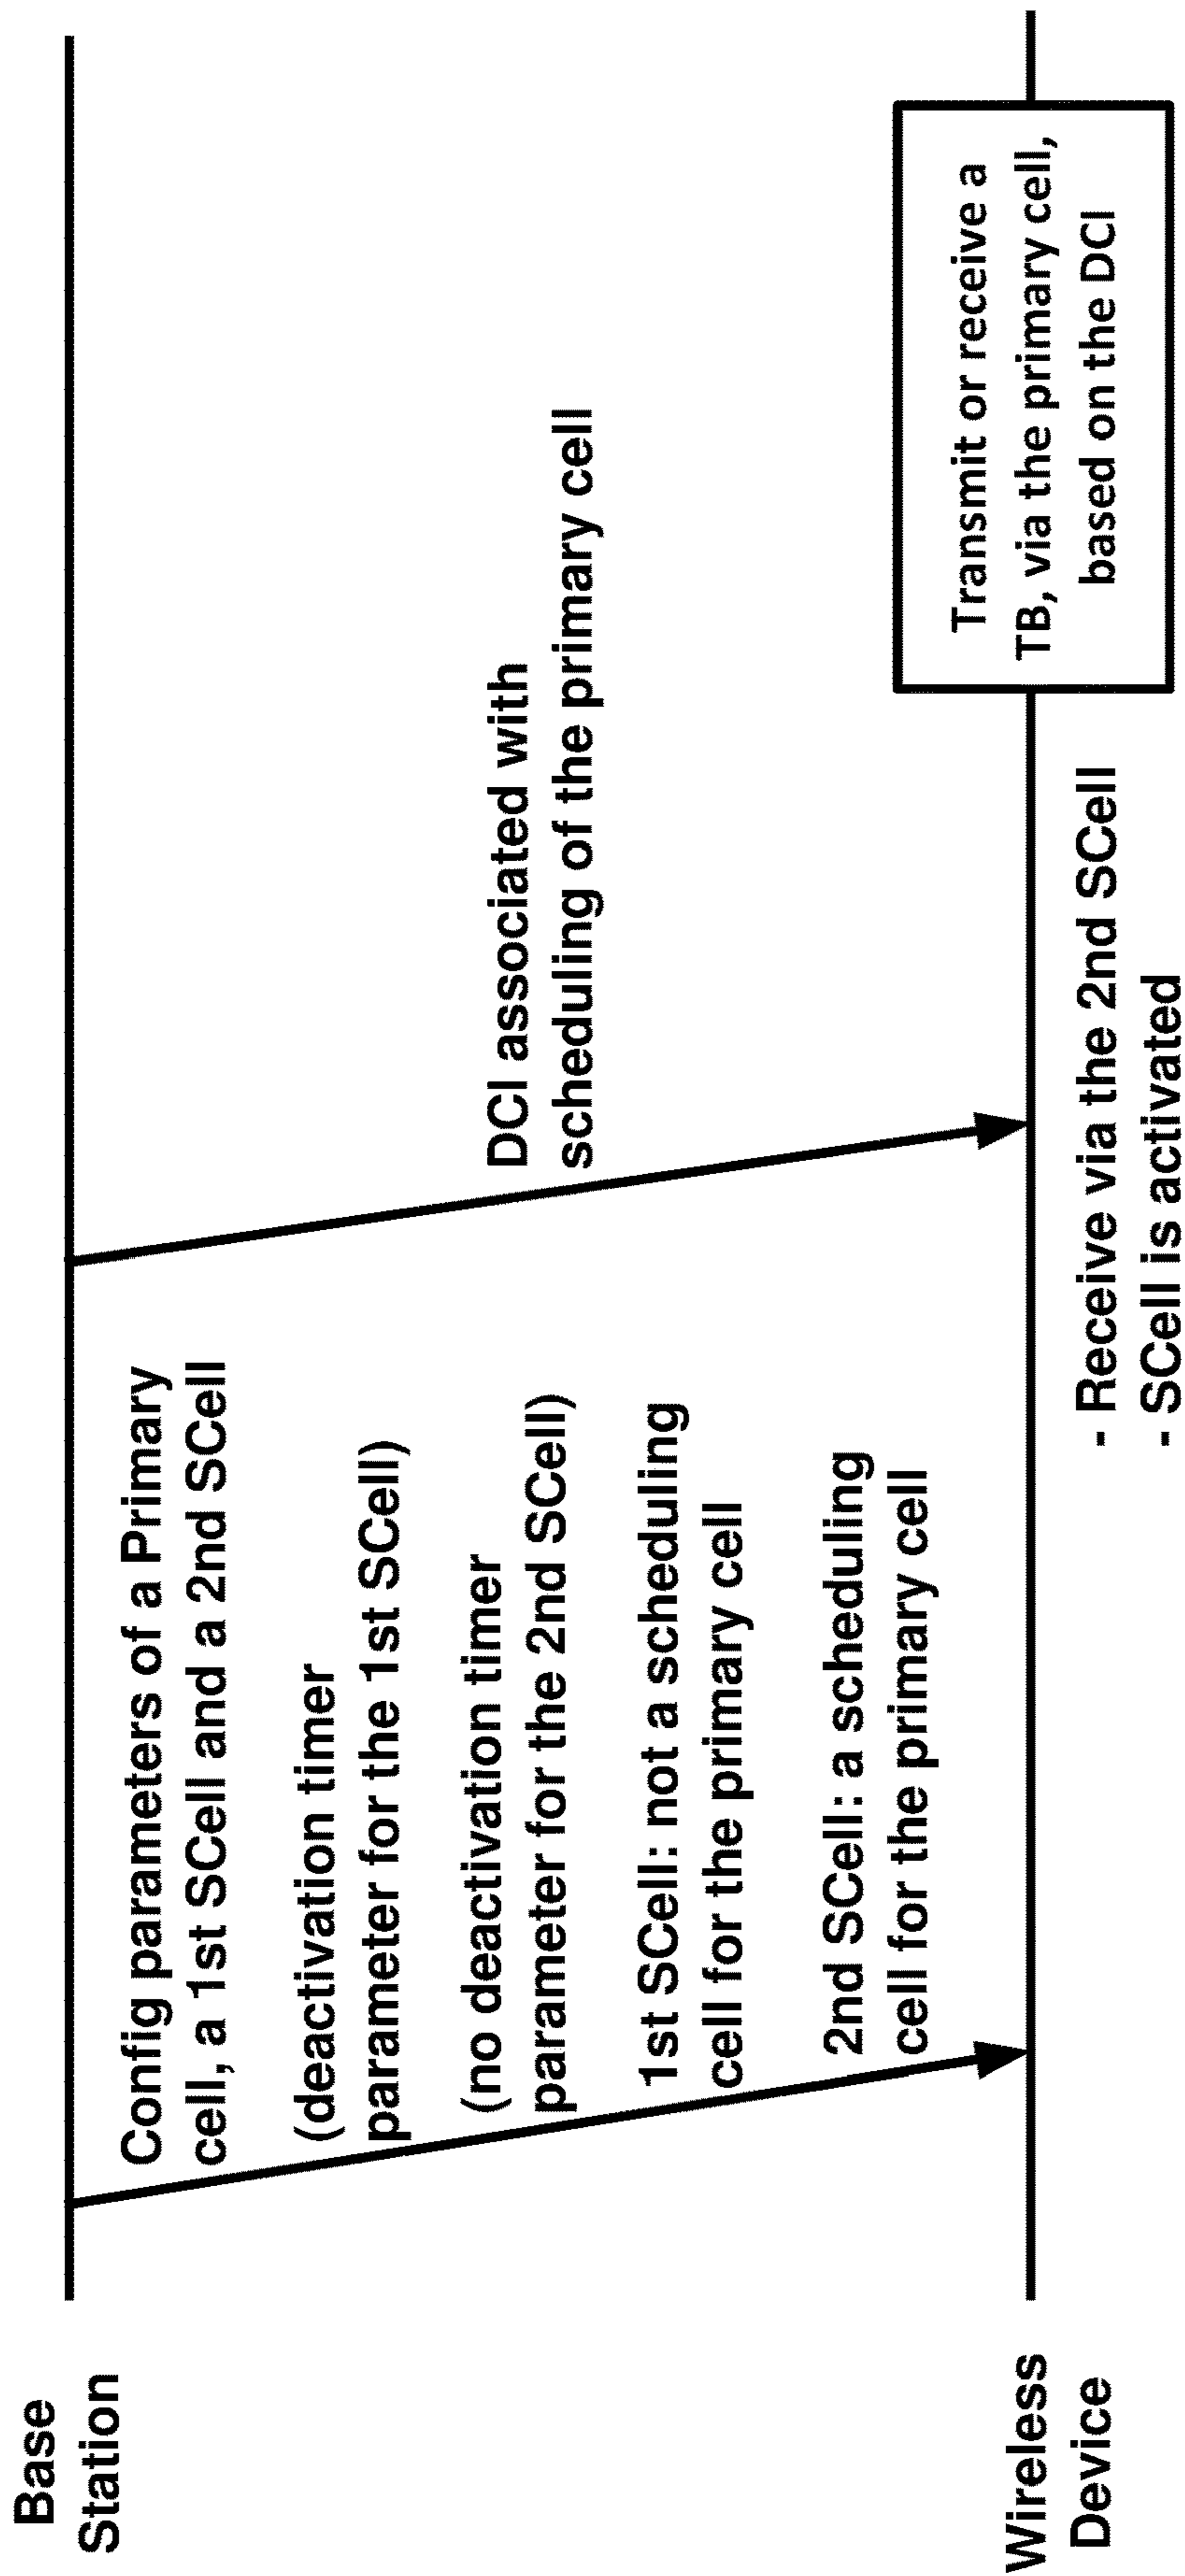 Base
Station
Config parameters of a Primary
cell, a 1st SCell and a 2nd SCell
(deactivation timer
parameter for the 1st SCell)
(no deactivation timer
parameter for the 2nd SCell)
1st SCell: not a scheduling
cell for the primary cell
2nd SCell: a scheduling
cell for the primary cell
DCI associated with
scheduling of the primary cell
Transmit or receive a
TB, via the primary cell,
based on the DCI
Wireless
Device
- Receive via the 2nd SCell
- SCell is activated